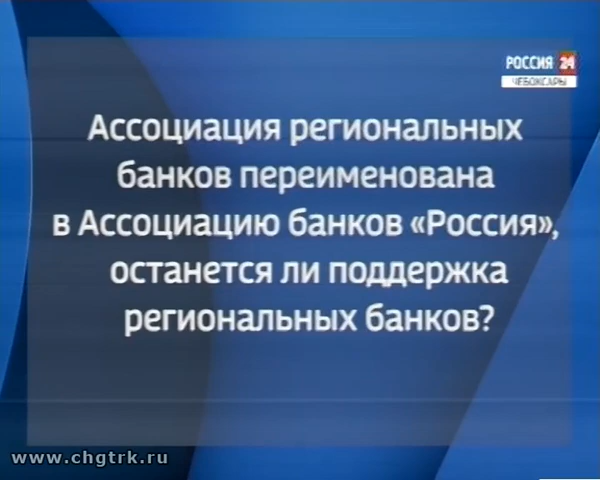 РОССИЯ 24
ЧЕБОКСАРЫ
Ассоциация региональных
банков переименована
в Ассоциацию банков «Россия»,
останется ли поддержка
региональных банков?
www.chgtrk.ru